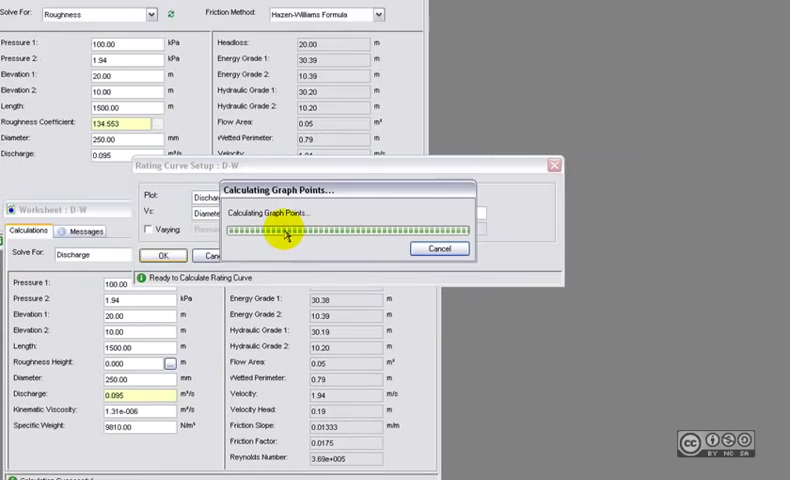 Solve For: Roughness Friction Method: Hazen-Williams Formula
Pressure 1: 100.00 kPa Headloss: 20.00 m
Pressure 2: 1.94 kPa Energy Grade 1: 30.39 m
Elevation 1: 20.00 m Energy Grade 2: 10.39 m
Elevation 2: 10.00 m Hydraulic Grade 1: 30.20 m
Length: 1500.00 m Hydraulic Grade 2: 10.20 m
Roughness Coefficient: 134.553 Flow Area: 0.05 m²
Diameter: 250.00 mm Wetted Perimeter: 0.79 m
Discharge: 0.095 m³/s Velocity: 1.94 m/s
Rating Curve Setup : D-W
Calculating Graph Points...
Plot: Discharg
Calculating Graph Points...
Vs: Diamete
Varying:
Cancel
OK Can
Ready to Calculate Rating Curve
Worksheet : D-W
Calculations Messages
Solve For: Discharge
Pressure 1: 100.00
Pressure 2: 1.94 kPa Energy Grade 1: 30.38 m
Elevation 1: 20.00 m Energy Grade 2: 10.39 m
Elevation 2: 10.00 m Hydraulic Grade 1: 30.19 m
Length: 1500.00 m Hydraulic Grade 2: 10.20 m
Roughness Height: 0.000 ... m Flow Area: 0.05 m²
Diameter: 250.00 mm Wetted Perimeter: 0.79 m
Discharge: 0.095 m³/s Velocity: 1.94 m/s
Kinematic Viscosity: 1.31e-006 m²/s Velocity Head: 0.19 m
Specific Weight: 9810.00 N/m³ Friction Slope: 0.01333 m/m
Friction Factor: 0.0175
Reynolds Number: 3.69e+005
Calculation Successful
cc BY NC SA